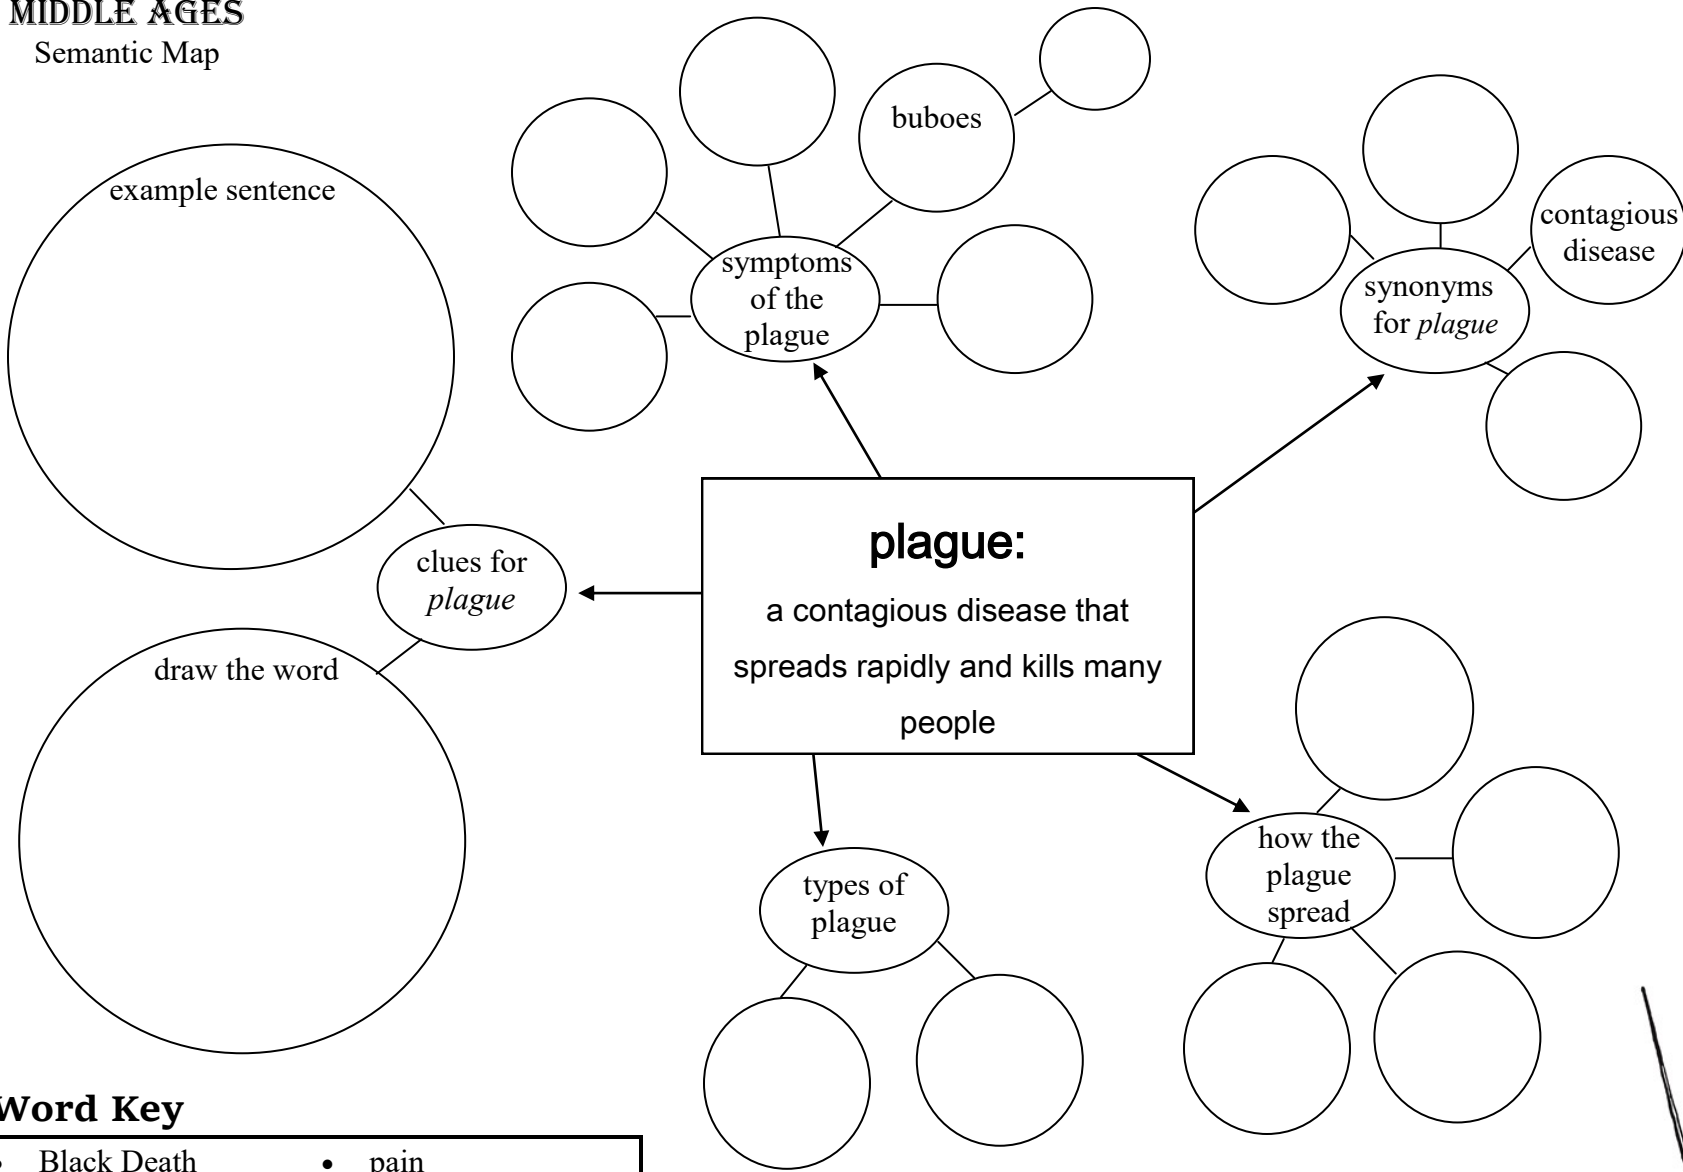 MIDDLE AGES
Semantic Map
example sentence
buboes
symptoms
of the
plague
contagious
disease
synonyms
for plague
clues for
plague
plague:
a contagious disease that
spreads rapidly and kills many
people
draw the word
types of
plague
how the
plague
spread
Word Key
• Black Death
• pain